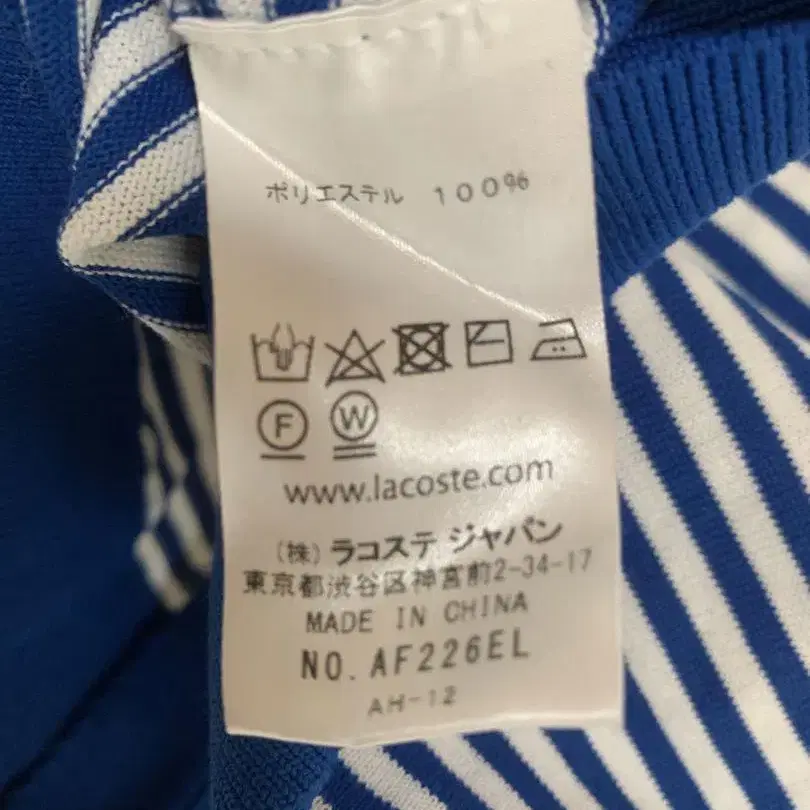 ポリエステル 100%
F W
www.lacoste.com
(株) ラコステ ジャパン
東京都渋谷区神宮前2-34-17
MADE IN CHINA
NO. AF226EL
AH-12